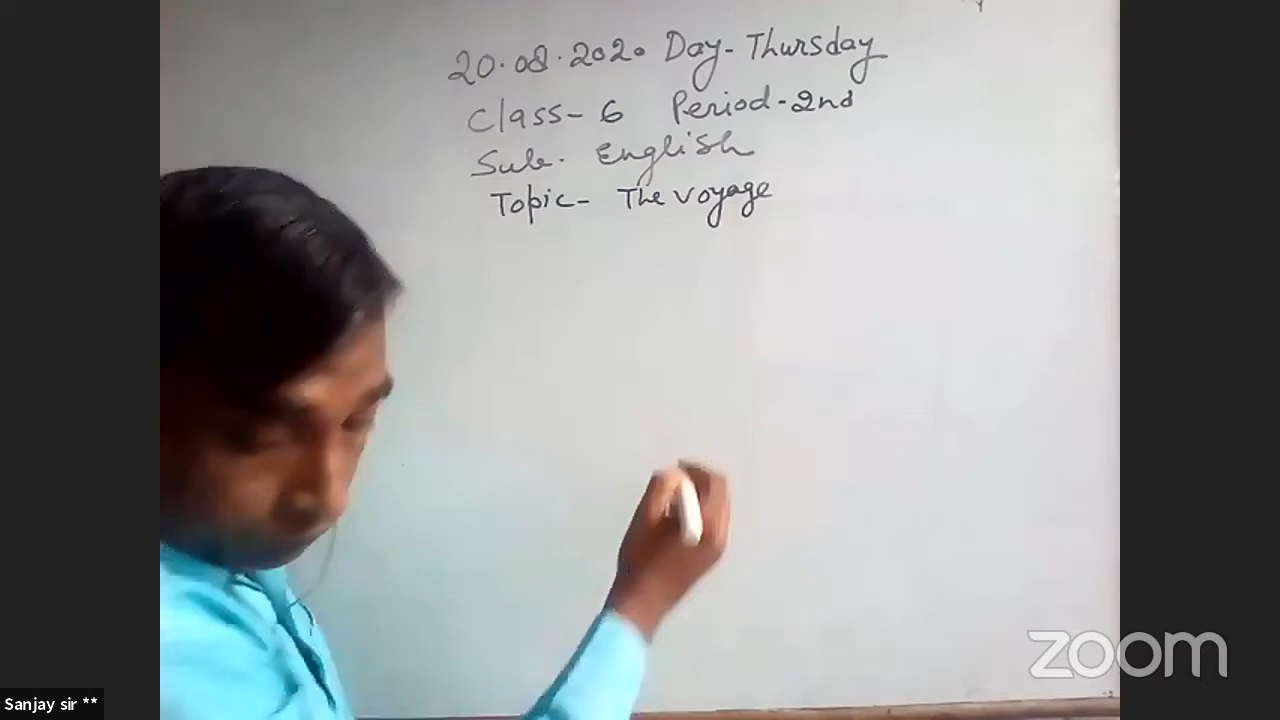 20.08.2020 Day- Thursday
Class- 6 Period-2nd
Sub. English
Topic- The voyage
zoom
Sanjay sir **